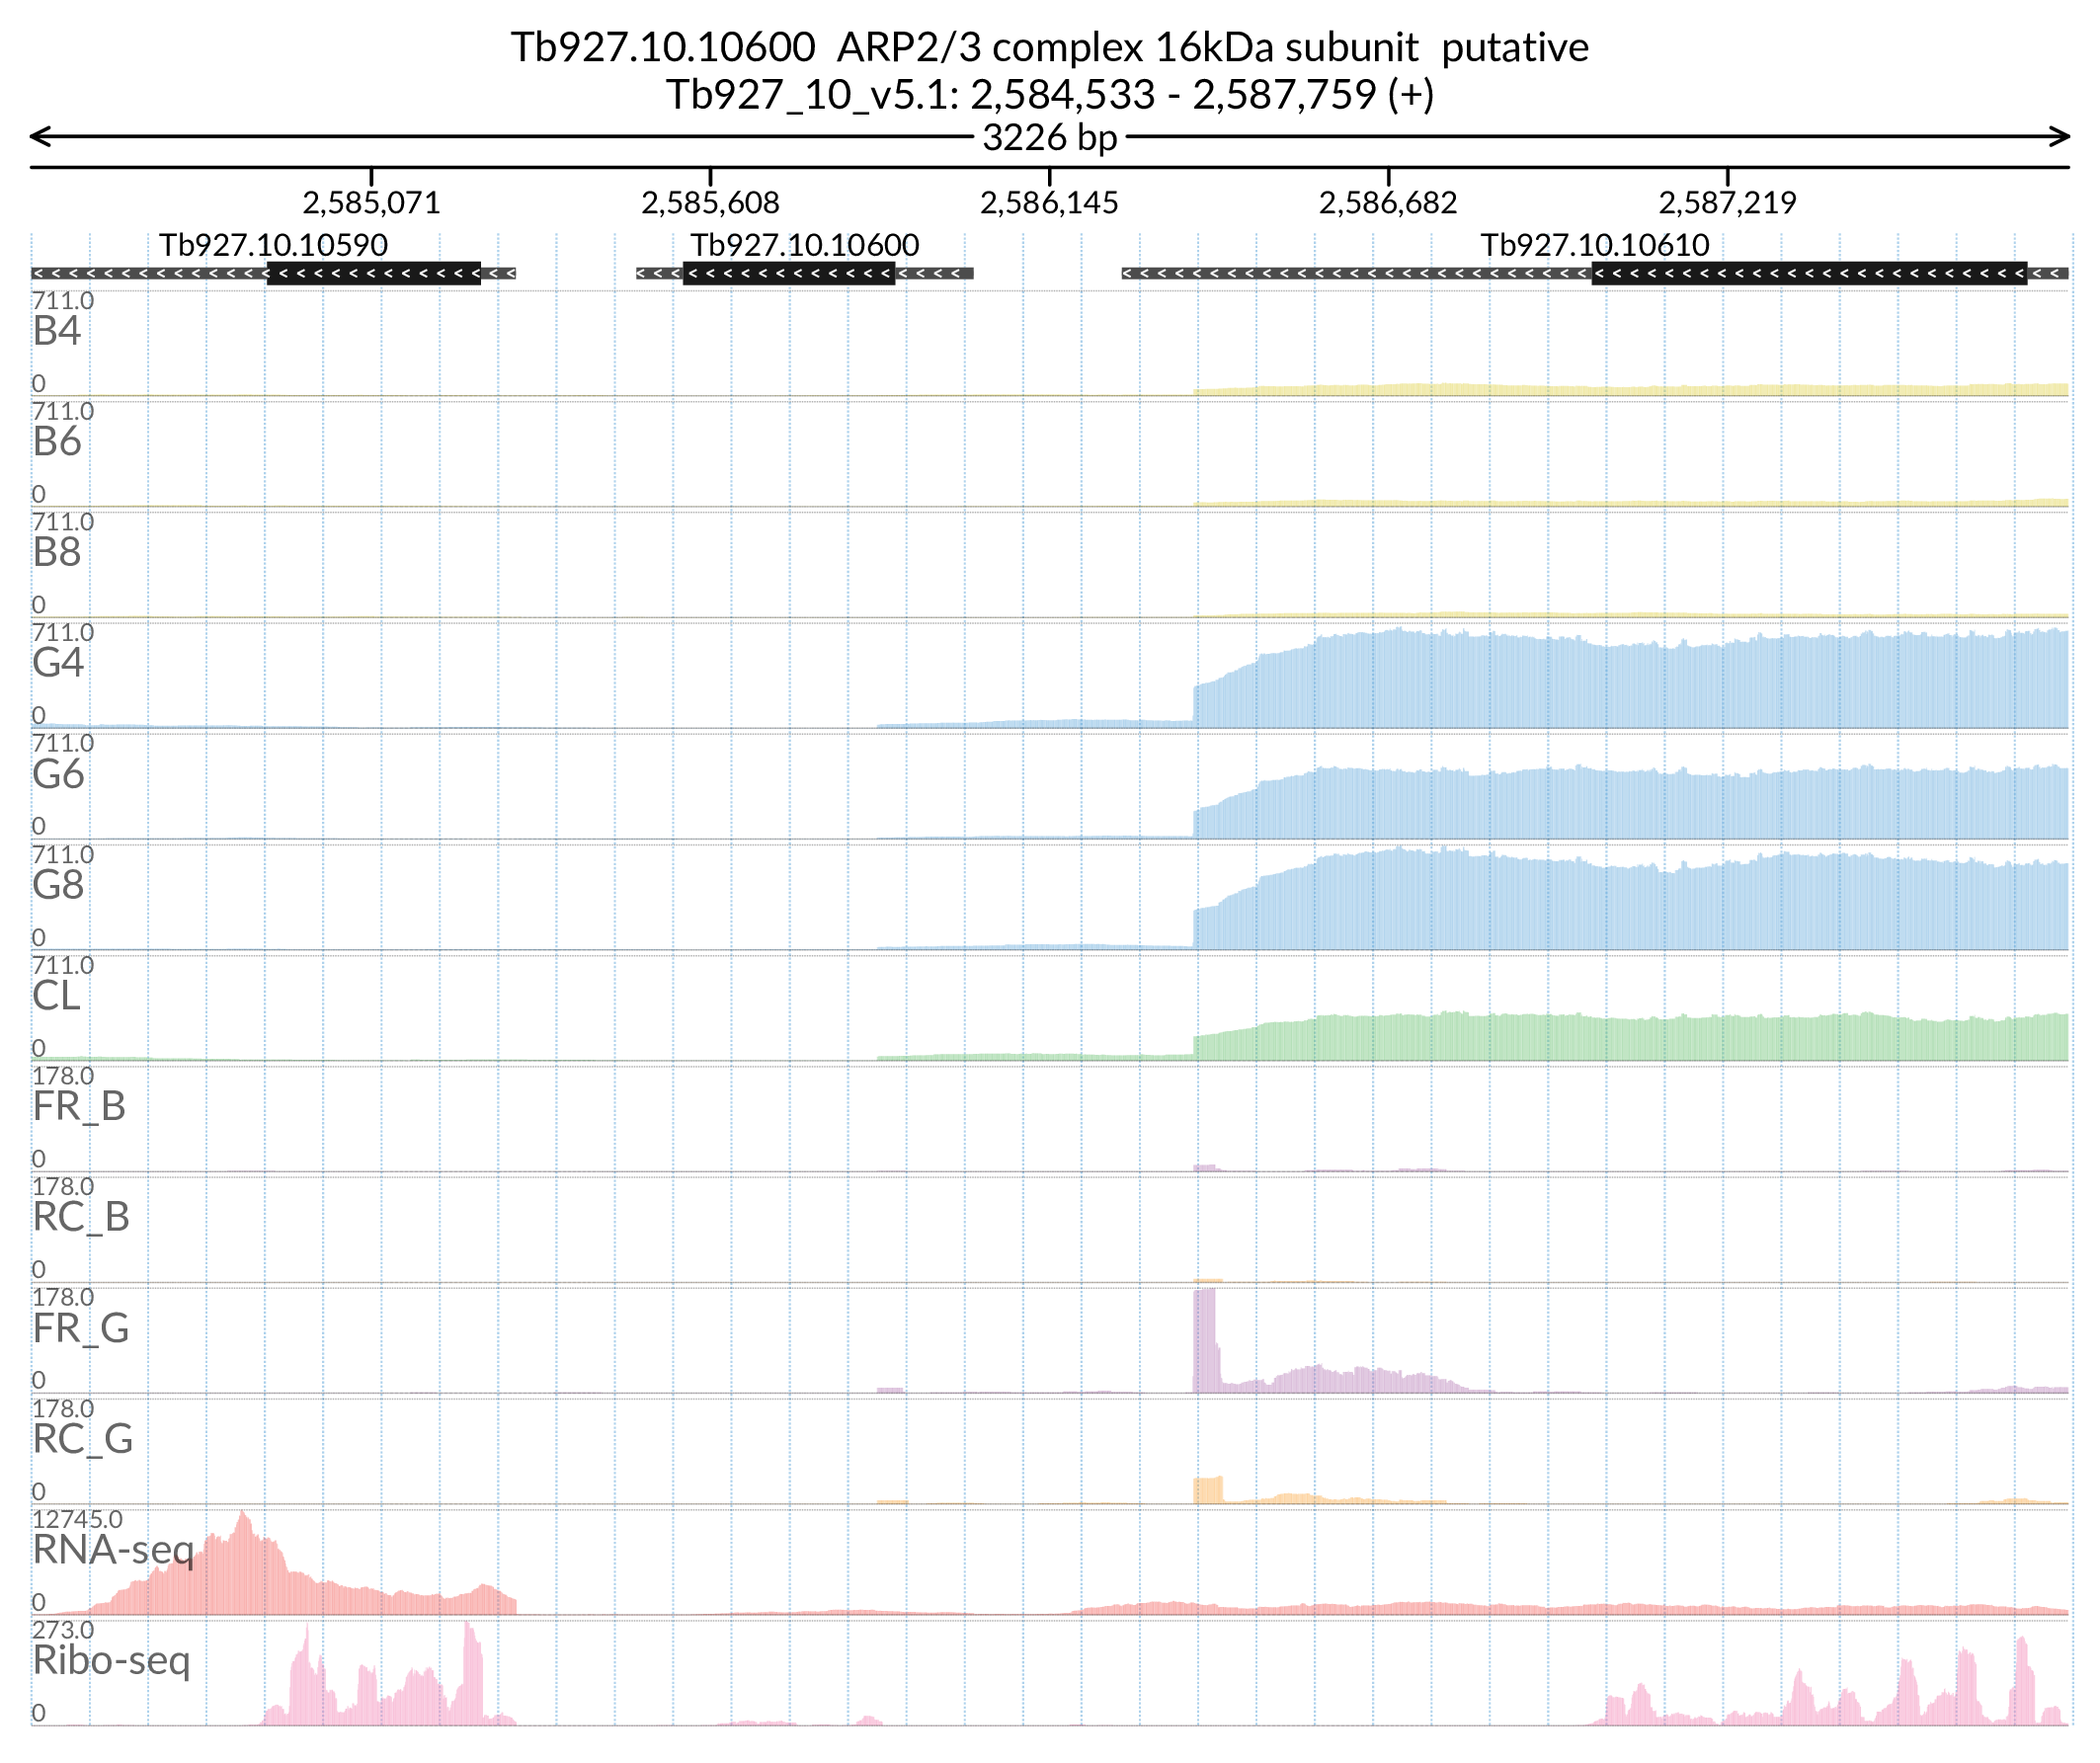 Tb927.10.10600 ARP2/3 complex 16kDa subunit putative
Tb927_10_v5.1: 2,584,533 - 2,587,759 (+)
3226 bp
2,585,071 2,585,608 2,586,145 2,586,682 2,587,219
Tb927.10.10590 Tb927.10.10600 Tb927.10.10610
711.0
B4
0
711.0
B6
0
711.0
B8
0
711.0
G4
0
711.0
G6
0
711.0
G8
0
711.0
CL
0
178.0
FR_B
0
178.0
RC_B
0
178.0
FR_G
0
178.0
RC_G
0
12745.0
RNA-seq
0
273.0
Ribo-seq
0